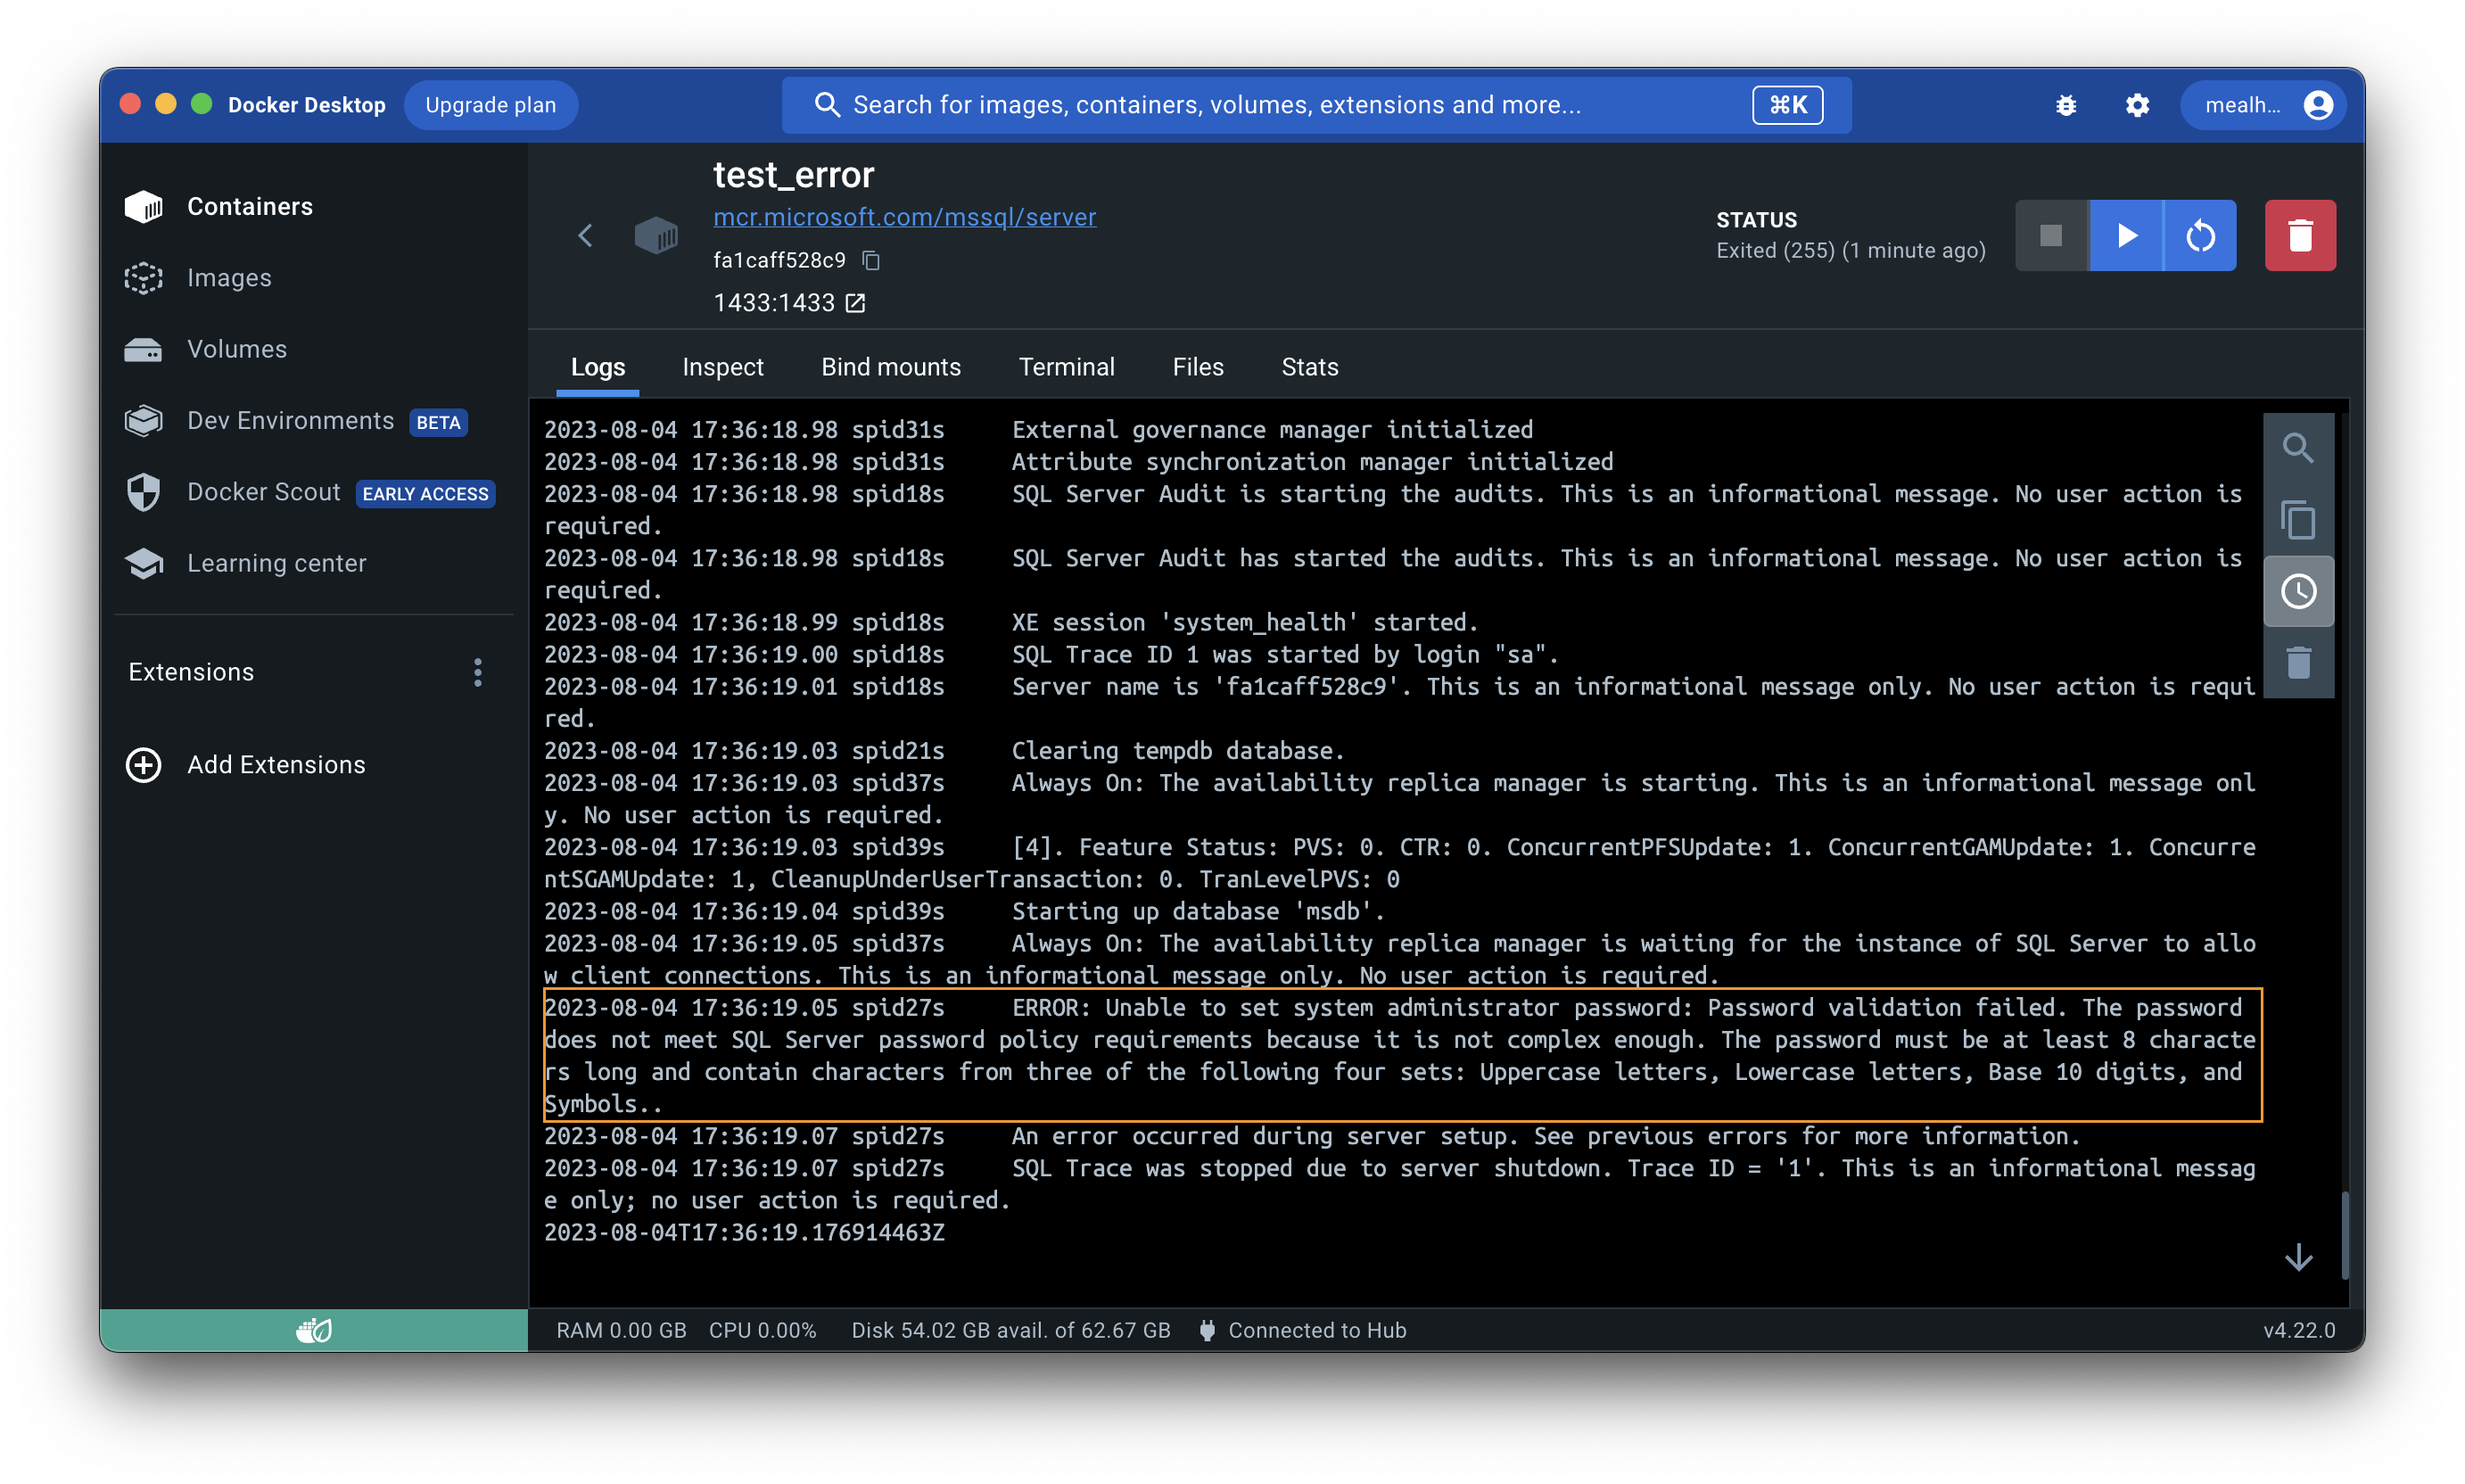 Docker Desktop
Upgrade plan
Search for images, containers, volumes, extensions and more...
⌘K
mealh...
Containers
Images
Volumes
Dev Environments BETA
Docker Scout EARLY ACCESS
Learning center
Extensions
Add Extensions
test_error
mcr.microsoft.com/mssql/server
fa1caff528c9
1433:1433
STATUS
Exited (255) (1 minute ago)
Logs Inspect Bind mounts Terminal Files Stats
2023-08-04 17:36:18.98 spid31s     External governance manager initialized
2023-08-04 17:36:18.98 spid31s     Attribute synchronization manager initialized
2023-08-04 17:36:18.98 spid18s     SQL Server Audit is starting the audits. This is an informational message. No user action is
required.
2023-08-04 17:36:18.98 spid18s     SQL Server Audit has started the audits. This is an informational message. No user action is
required.
2023-08-04 17:36:18.99 spid18s     XE session 'system_health' started.
2023-08-04 17:36:19.00 spid18s     SQL Trace ID 1 was started by login "sa".
2023-08-04 17:36:19.01 spid18s     Server name is 'fa1caff528c9'. This is an informational message only. No user action is requi
red.
2023-08-04 17:36:19.03 spid21s     Clearing tempdb database.
2023-08-04 17:36:19.03 spid37s     Always On: The availability replica manager is starting. This is an informational message onl
y. No user action is required.
2023-08-04 17:36:19.03 spid39s     [4]. Feature Status: PVS: 0. CTR: 0. ConcurrentPFSUpdate: 1. ConcurrentGAMUpdate: 1. Concurre
ntSGAMUpdate: 1, CleanupUnderUserTransaction: 0. TranLevelPVS: 0
2023-08-04 17:36:19.04 spid39s     Starting up database 'msdb'.
2023-08-04 17:36:19.05 spid37s     Always On: The availability replica manager is waiting for the instance of SQL Server to allo
w client connections. This is an informational message only. No user action is required.
2023-08-04 17:36:19.05 spid27s     ERROR: Unable to set system administrator password: Password validation failed. The password
does not meet SQL Server password policy requirements because it is not complex enough. The password must be at least 8 characte
rs long and contain characters from three of the following four sets: Uppercase letters, Lowercase letters, Base 10 digits, and
Symbols..
2023-08-04 17:36:19.07 spid27s     An error occurred during server setup. See previous errors for more information.
2023-08-04 17:36:19.07 spid27s     SQL Trace was stopped due to server shutdown. Trace ID = '1'. This is an informational messag
e only; no user action is required.
2023-08-04T17:36:19.176914463Z
RAM 0.00 GB CPU 0.00% Disk 54.02 GB avail. of 62.67 GB Connected to Hub v4.22.0